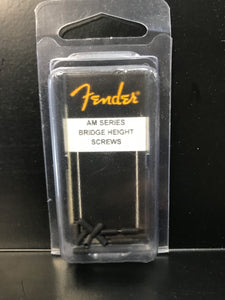 Fender
AM SERIES
BRIDGE HEIGHT
SCREWS